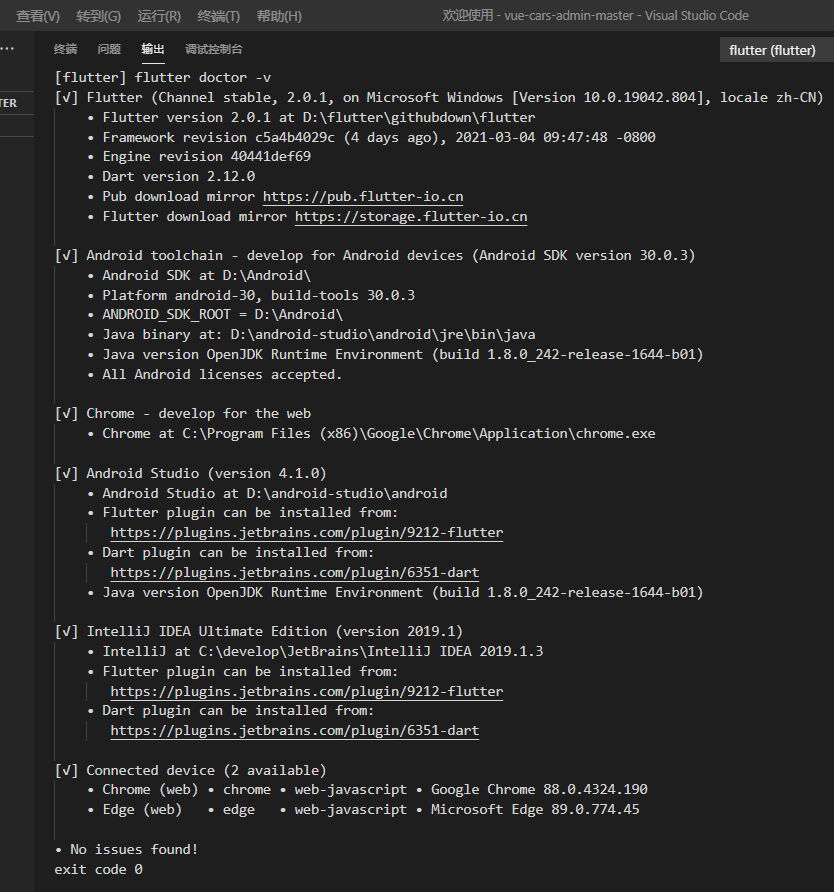 查看(V) 转到(G) 运行(R) 终端(T) 帮助(H) 欢迎使用 - vue-cars-admin-master - Visual Studio Code
··· 终端 问题 输出 调试控制台 flutter (flutter)
[flutter] flutter doctor -v
TER
[√] Flutter (Channel stable, 2.0.1, on Microsoft Windows [Version 10.0.19042.804], locale zh-CN)
• Flutter version 2.0.1 at D:\flutter\githubdown\flutter
• Framework revision c5a4b4029c (4 days ago), 2021-03-04 09:47:48 -0800
• Engine revision 40441def69
• Dart version 2.12.0
• Pub download mirror https://pub.flutter-io.cn
• Flutter download mirror https://storage.flutter-io.cn
[√] Android toolchain - develop for Android devices (Android SDK version 30.0.3)
• Android SDK at D:\Android\
• Platform android-30, build-tools 30.0.3
• ANDROID_SDK_ROOT = D:\Android\
• Java binary at: D:\android-studio\android\jre\bin\java
• Java version OpenJDK Runtime Environment (build 1.8.0_242-release-1644-b01)
• All Android licenses accepted.
[√] Chrome - develop for the web
• Chrome at C:\Program Files (x86)\Google\Chrome\Application\chrome.exe
[√] Android Studio (version 4.1.0)
• Android Studio at D:\android-studio\android
• Flutter plugin can be installed from:
https://plugins.jetbrains.com/plugin/9212-flutter
• Dart plugin can be installed from:
https://plugins.jetbrains.com/plugin/6351-dart
• Java version OpenJDK Runtime Environment (build 1.8.0_242-release-1644-b01)
[√] IntelliJ IDEA Ultimate Edition (version 2019.1)
• IntelliJ at C:\develop\JetBrains\IntelliJ IDEA 2019.1.3
• Flutter plugin can be installed from:
https://plugins.jetbrains.com/plugin/9212-flutter
• Dart plugin can be installed from:
https://plugins.jetbrains.com/plugin/6351-dart
[√] Connected device (2 available)
• Chrome (web) • chrome • web-javascript • Google Chrome 88.0.4324.190
• Edge (web) • edge • web-javascript • Microsoft Edge 89.0.774.45
• No issues found!
exit code 0